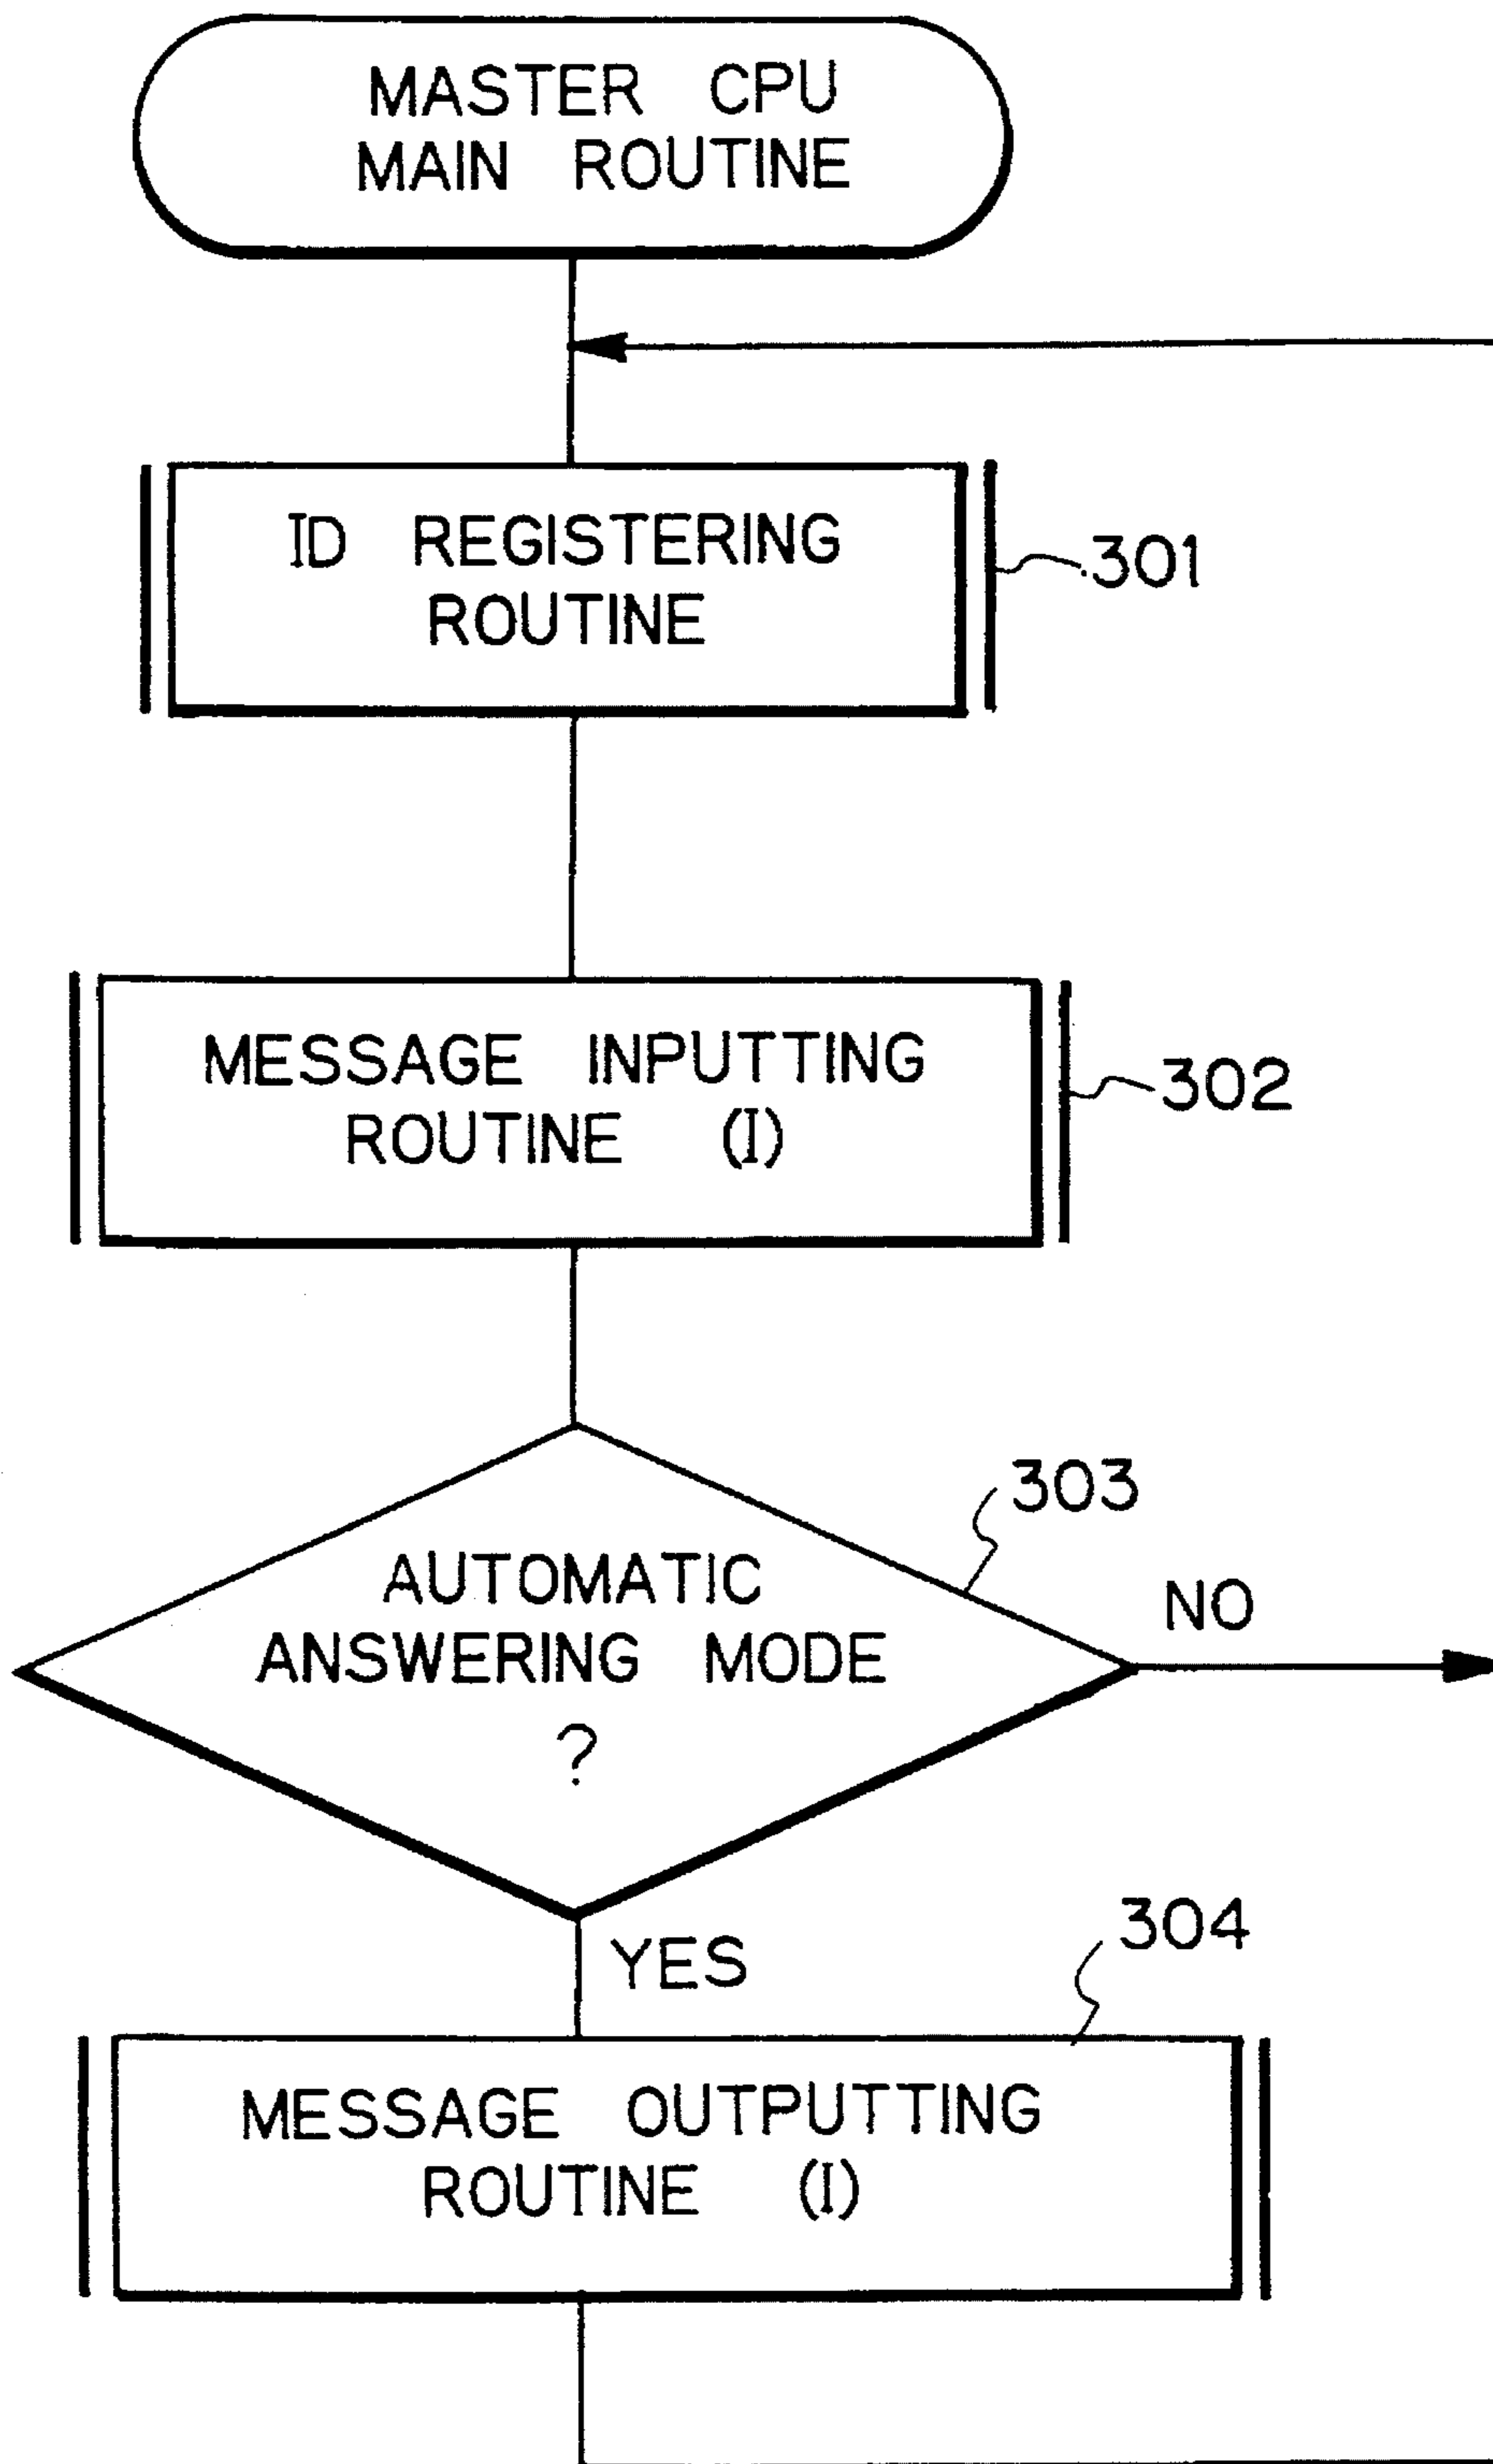 MASTER CPU
MAIN ROUTINE
ID REGISTERING
ROUTINE
301
MESSAGE INPUTTING
ROUTINE (I)
302
303
AUTOMATIC
ANSWERING MODE
?
NO
YES
304
MESSAGE OUTPUTTING
ROUTINE (I)